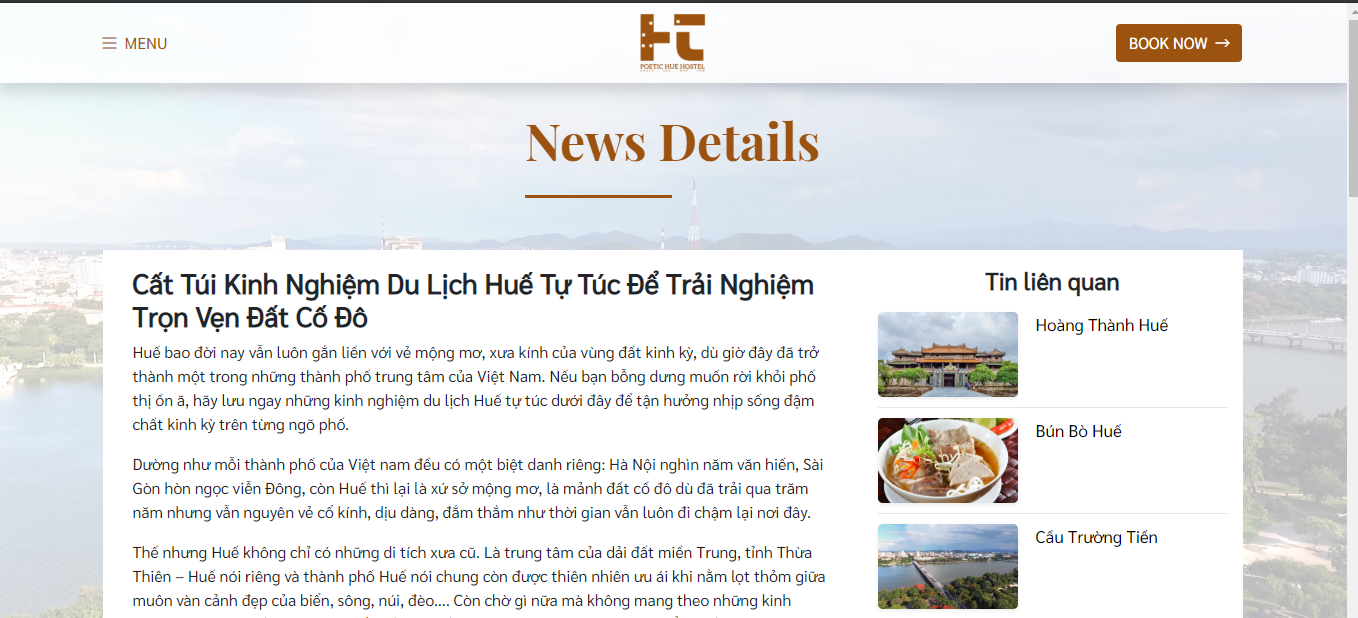 MENU
POETIC HUE HOSTEL
BOOK NOW →
News Details
Cất Túi Kinh Nghiệm Du Lịch Huế Tự Túc Để Trải Nghiệm
Trọn Vẹn Đất Cố Đô
Huế bao đời nay vẫn luôn gắn liền với vẻ mộng mơ, xưa kính của vùng đất kinh kỳ, dù giờ đây đã trở
thành một trong những thành phố trung tâm của Việt Nam. Nếu bạn bỗng dưng muốn rời khỏi phố
thị ồn ã, hãy lưu ngay những kinh nghiệm du lịch Huế tự túc dưới đây để tận hưởng nhịp sống đậm
chất kinh kỳ trên từng ngõ phố.
Dường như mỗi thành phố của Việt nam đều có một biệt danh riêng: Hà Nội nghìn năm văn hiến, Sài
Gòn hòn ngọc viễn Đông, còn Huế thì lại là xứ sở mộng mơ, là mảnh đất cố đô dù đã trải qua trăm
năm nhưng vẫn nguyên vẻ cổ kính, dịu dàng, đắm thắm như thời gian vẫn luôn đi chậm lại nơi đây.
Thế nhưng Huế không chỉ có những di tích xưa cũ. Là trung tâm của dải đất miền Trung, tỉnh Thừa
Thiên – Huế nói riêng và thành phố Huế nói chung còn được thiên nhiên ưu ái khi nằm lọt thỏm giữa
muôn vàn cảnh đẹp của biển, sông, núi, đèo.... Còn chờ gì nữa mà không mang theo những kinh
Tin liên quan
Hoàng Thành Huế
Bún Bò Huế
Cầu Trường Tiền